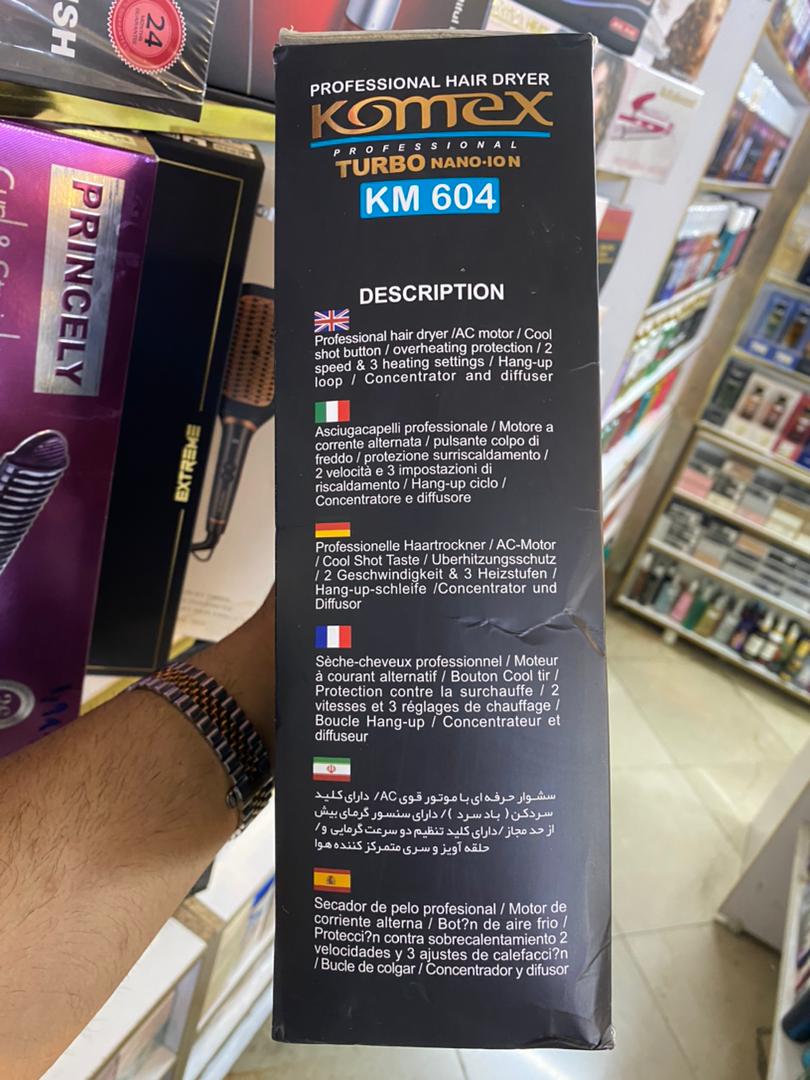 PROFESSIONAL HAIR DRYER
Komex
PROFESSIONAL
TURBO NANO-ION
KM 604
DESCRIPTION
Professional hair dryer /AC motor / Cool
shot button / overheating protection / 2
speed & 3 heating settings / Hang-up
loop / Concentrator and diffuser
Asciugacapelli professionale / Motore a
corrente alternata / pulsante colpo di
freddo / protezione surriscaldamento /
2 velocità e 3 impostazioni di
riscaldamento / Hang-up ciclo /
Concentratore e diffusore
Professionelle Haartrockner / AC-Motor
/ Cool Shot Taste / Uberhitzungsschutz
/ 2 Geschwindigkeit & 3 Heizstufen /
Hang-up-schleife /Concentrator und
Diffusor
Sèche-cheveux professionnel / Moteur
à courant alternatif / Bouton Cool tir /
Protection contre la surchauffe / 2
vitesses et 3 réglages de chauffage /
Boucle Hang-up / Concentrateur et
diffuseur
سشوار حرفه ای با موتور قوی AC/ دارای کلید
سردکن ( باد سرد )/ دارای سنسور گرمای بیش
از حد مجاز /دارای کلید تنظیم دو سرعت گرمایی و/
حلقه آویز و سری متمرکز کننده هوا
Secador de pelo profesional / Motor de
corriente alterna / Bot?n de aire frio /
Protecci?n contra sobrecalentamiento 2
velocidades y 3 ajustes de calefacci?n
/ Bucle de colgar / Concentrador y difusor
PRINCELY
EXTREME
24